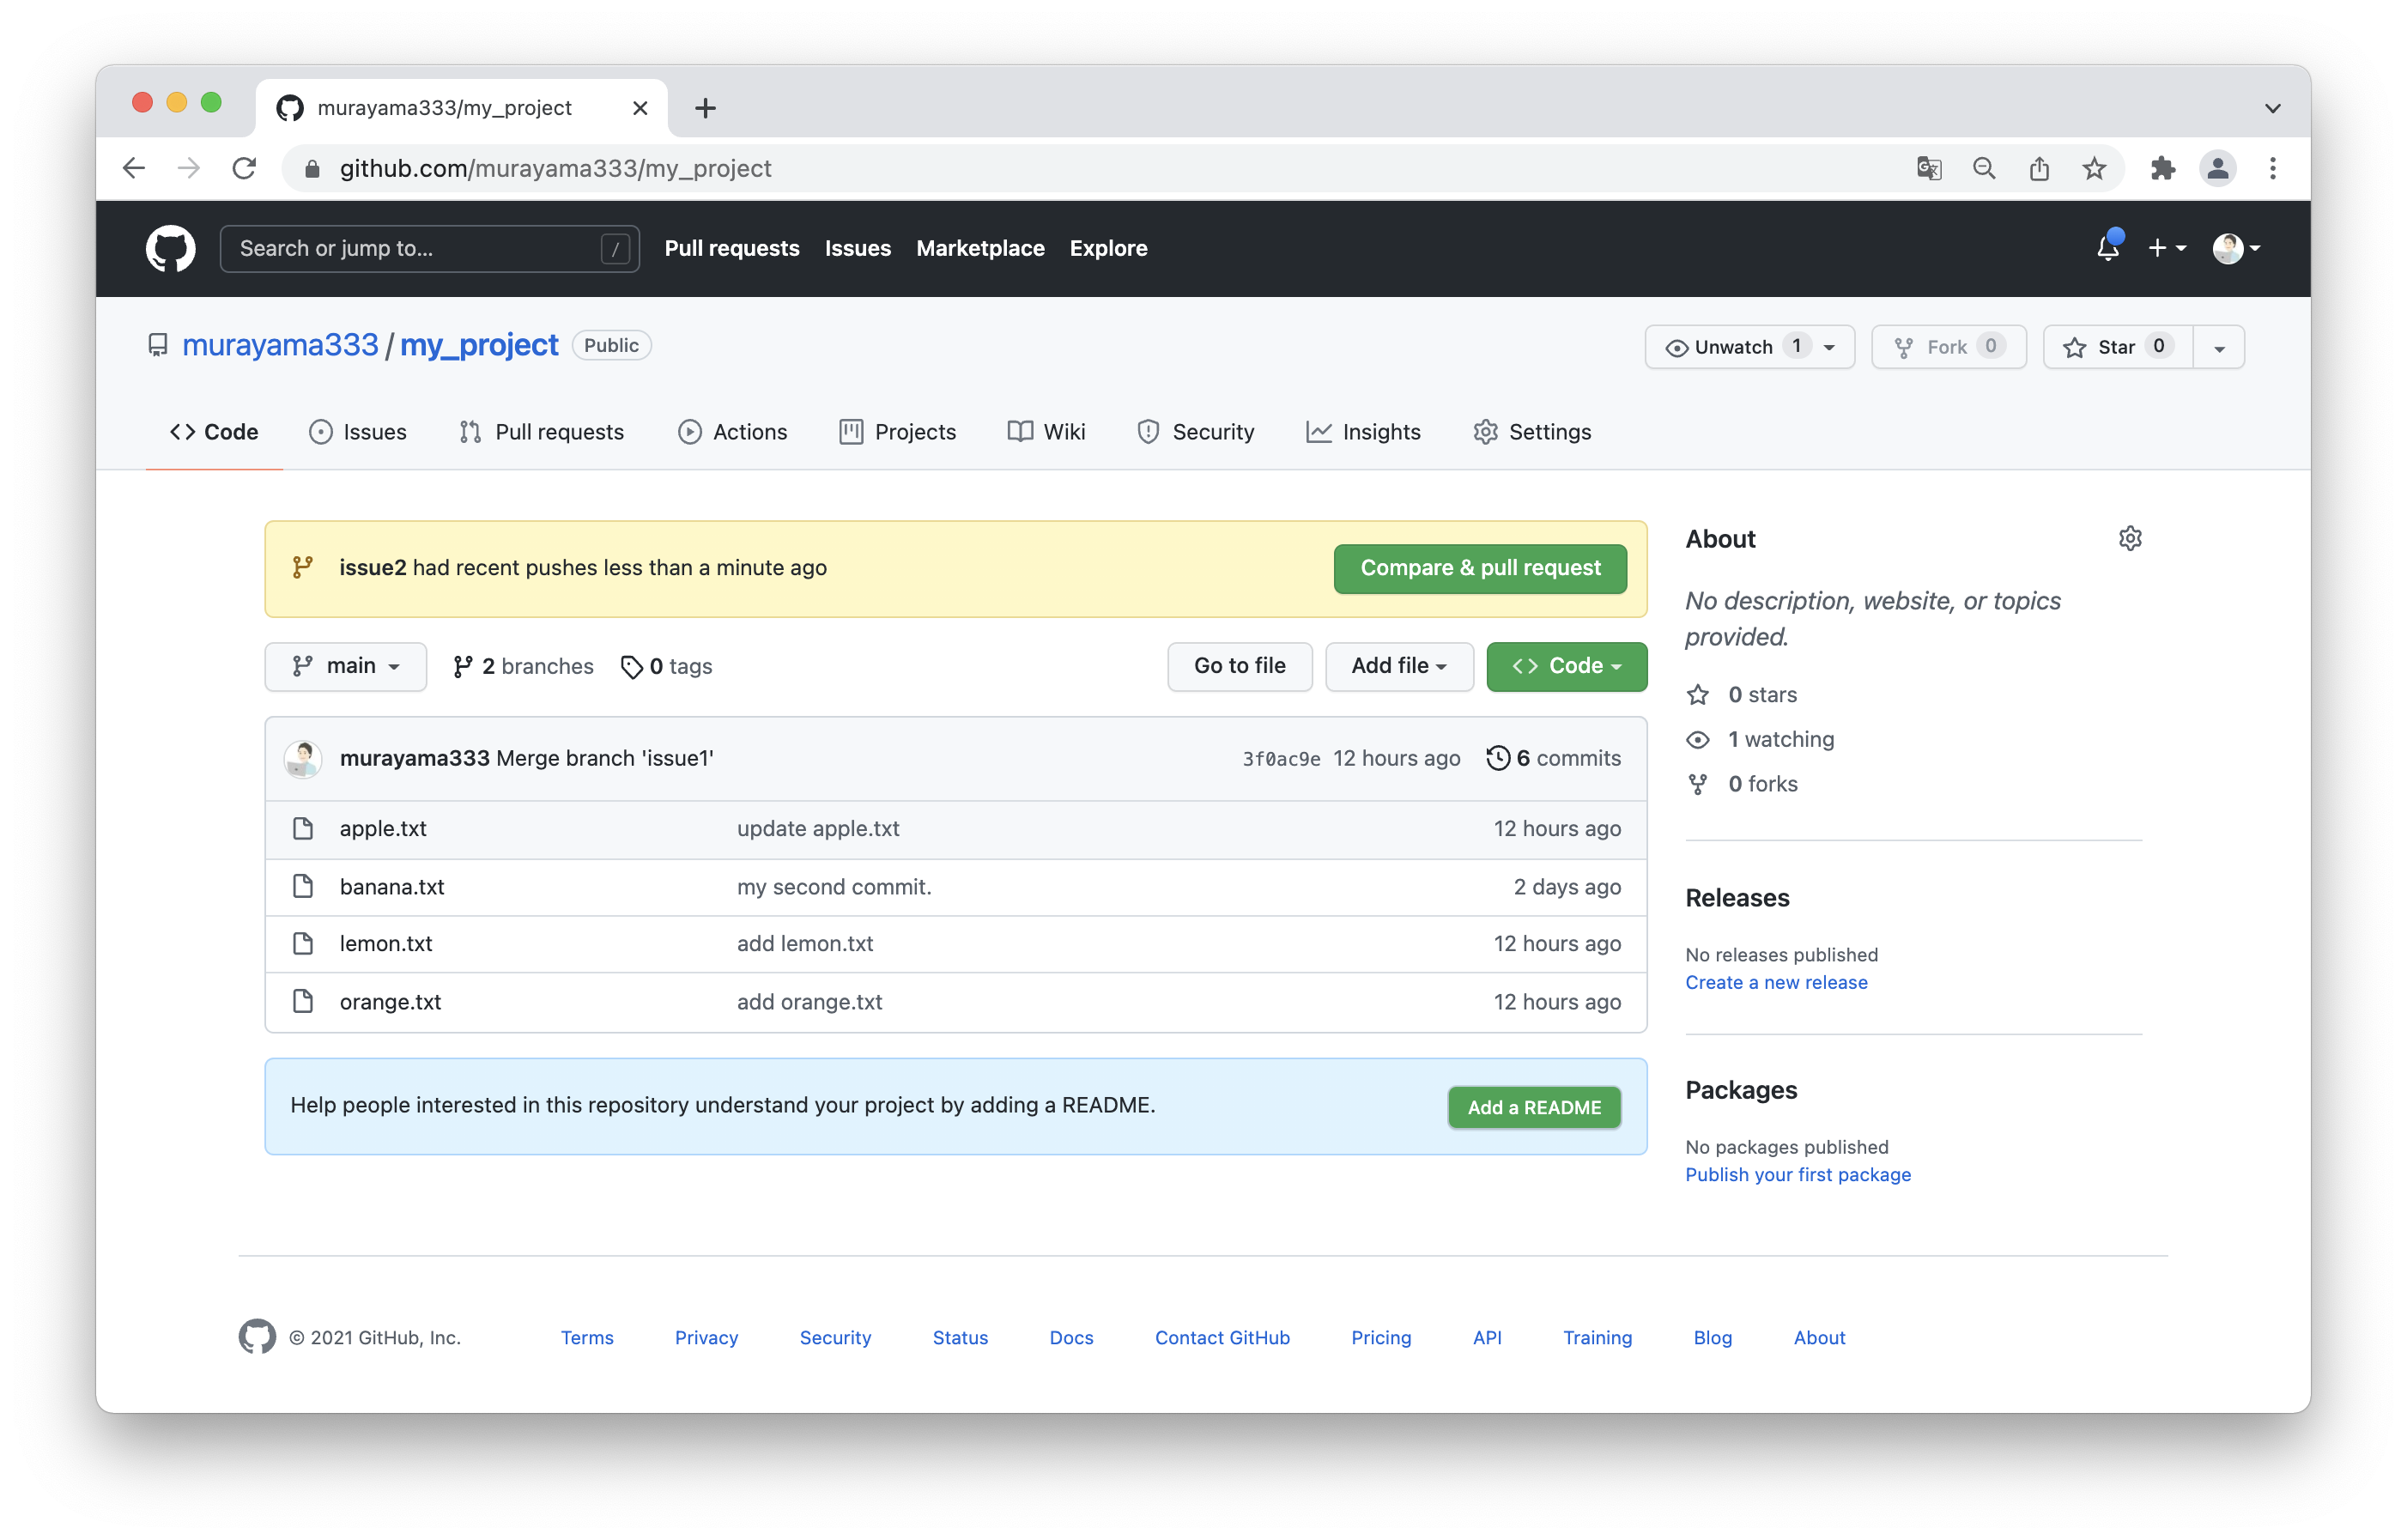 murayama333/my_project
github.com/murayama333/my_project
Search or jump to... /
Pull requests Issues Marketplace Explore
murayama333 / my_project Public
Unwatch 1 Fork 0 Star 0
Code Issues Pull requests Actions Projects Wiki Security Insights Settings
issue2 had recent pushes less than a minute ago
Compare & pull request
main 2 branches 0 tags
Go to file Add file Code
murayama333 Merge branch 'issue1' 3f0ac9e 12 hours ago 6 commits
apple.txt update apple.txt 12 hours ago
banana.txt my second commit. 2 days ago
lemon.txt add lemon.txt 12 hours ago
orange.txt add orange.txt 12 hours ago
Help people interested in this repository understand your project by adding a README.
Add a README
About
No description, website, or topics
provided.
0 stars
1 watching
0 forks
Releases
No releases published
Create a new release
Packages
No packages published
Publish your first package
© 2021 GitHub, Inc. Terms Privacy Security Status Docs Contact GitHub Pricing API Training Blog About